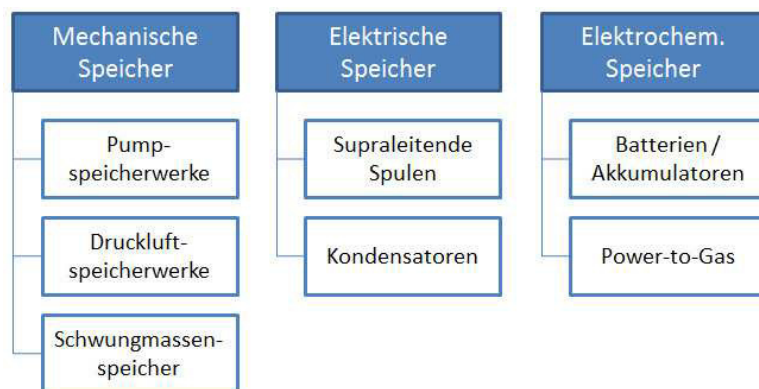 Mechanische
Speicher
Pump-
speicherwerke
Druckluft-
speicherwerke
Schwungmassen-
speicher
Elektrische
Speicher
Supraleitende
Spulen
Kondensatoren
Elektrochem.
Speicher
Batterien /
Akkumulatoren
Power-to-Gas